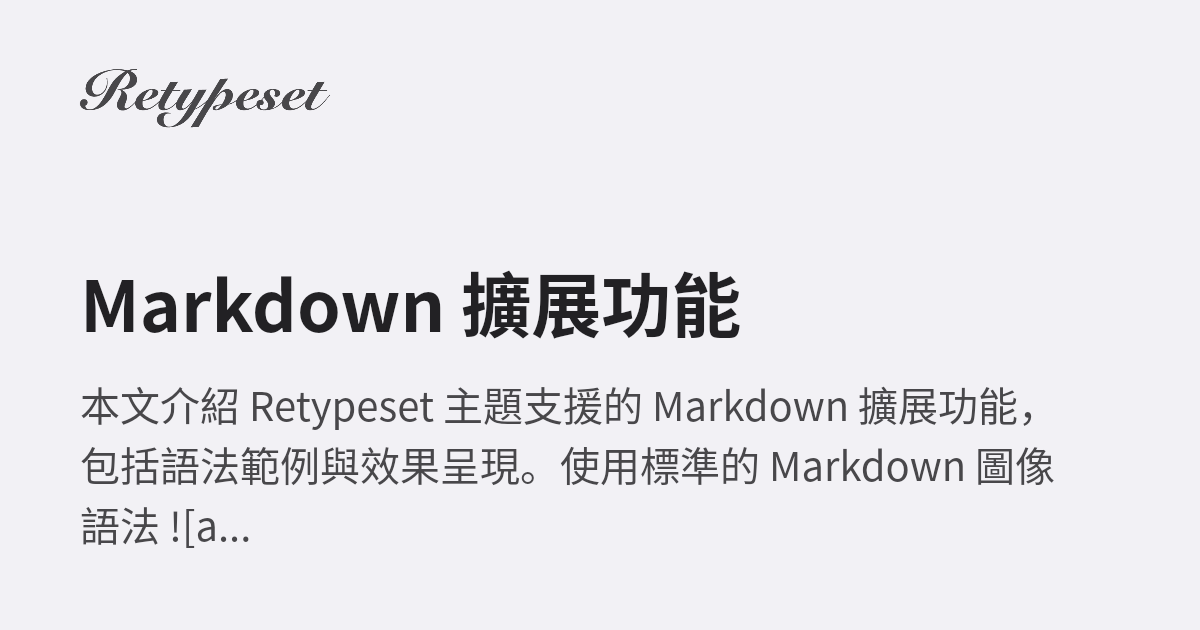 Retypeset
Markdown 擴展功能
本文介紹 Retypeset 主題支援的 Markdown 擴展功能，
包括語法範例與效果呈現。使用標準的 Markdown 圖像
語法 ![a...